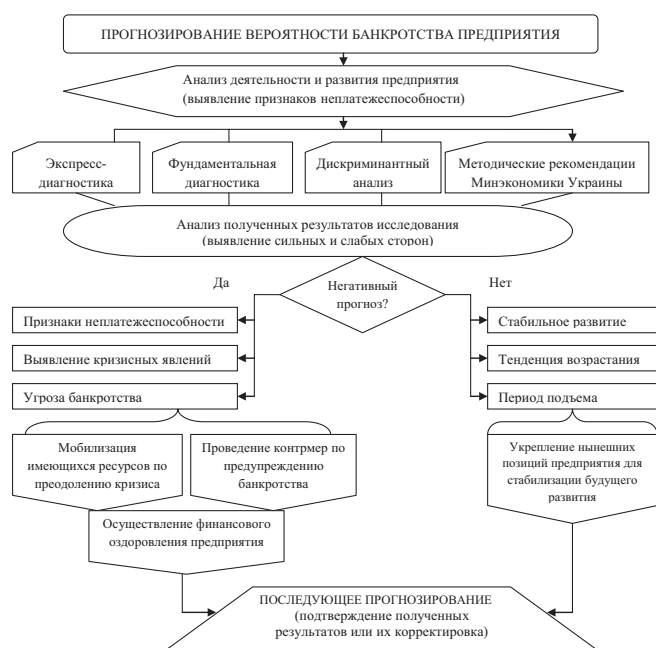 ПРОГНОЗИРОВАНИЕ ВЕРОЯТНОСТИ БАНКРОТСТВА ПРЕДПРИЯТИЯ
Анализ деятельности и развития предприятия
(выявление признаков неплатежеспособности)
Экспресс-
диагностика
Фундаментальная
диагностика
Дискриминантный
анализ
Методические рекомендации
Минэкономики Украины
Анализ полученных результатов исследования
(выявление сильных и слабых сторон)
Да
Негативный
прогноз?
Нет
Признаки неплатежеспособности
Выявление кризисных явлений
Угроза банкротства
Стабильное развитие
Тенденция возрастания
Период подъема
Мобилизация
имеющихся ресурсов по
преодолению кризиса
Проведение контрмер по
предупреждению
банкротства
Укрепление нынешних
позиций предприятия для
стабилизации будущего
развития
Осуществление финансового
оздоровления предприятия
ПОСЛЕДУЮЩЕЕ ПРОГНОЗИРОВАНИЕ
(подтверждение полученных
результатов или их корректировка)